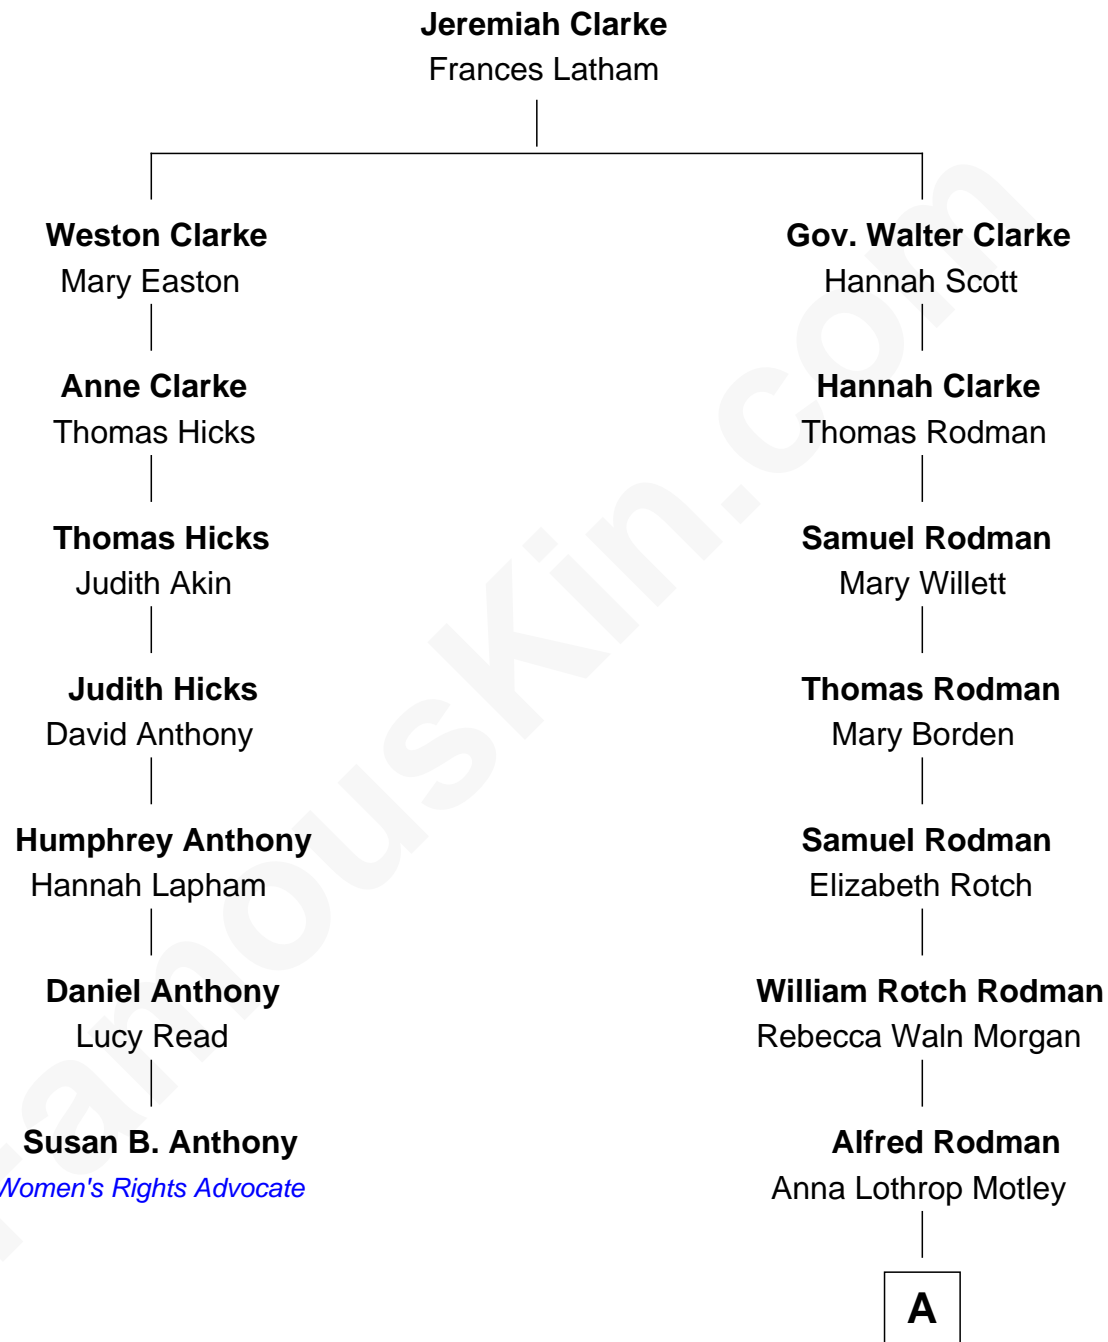 Jeremiah Clarke
Frances Latham
Weston Clarke
Mary Easton
Gov. Walter Clarke
Hannah Scott
Anne Clarke
Thomas Hicks
Hannah Clarke
Thomas Rodman
Thomas Hicks
Judith Akin
Samuel Rodman
Mary Willett
Judith Hicks
David Anthony
Thomas Rodman
Mary Borden
Humphrey Anthony
Hannah Lapham
Samuel Rodman
Elizabeth Rotch
Daniel Anthony
Lucy Read
William Rotch Rodman
Rebecca Waln Morgan
Susan B. Anthony
Women's Rights Advocate
Alfred Rodman
Anna Lothrop Motley
A
FamousKin.com